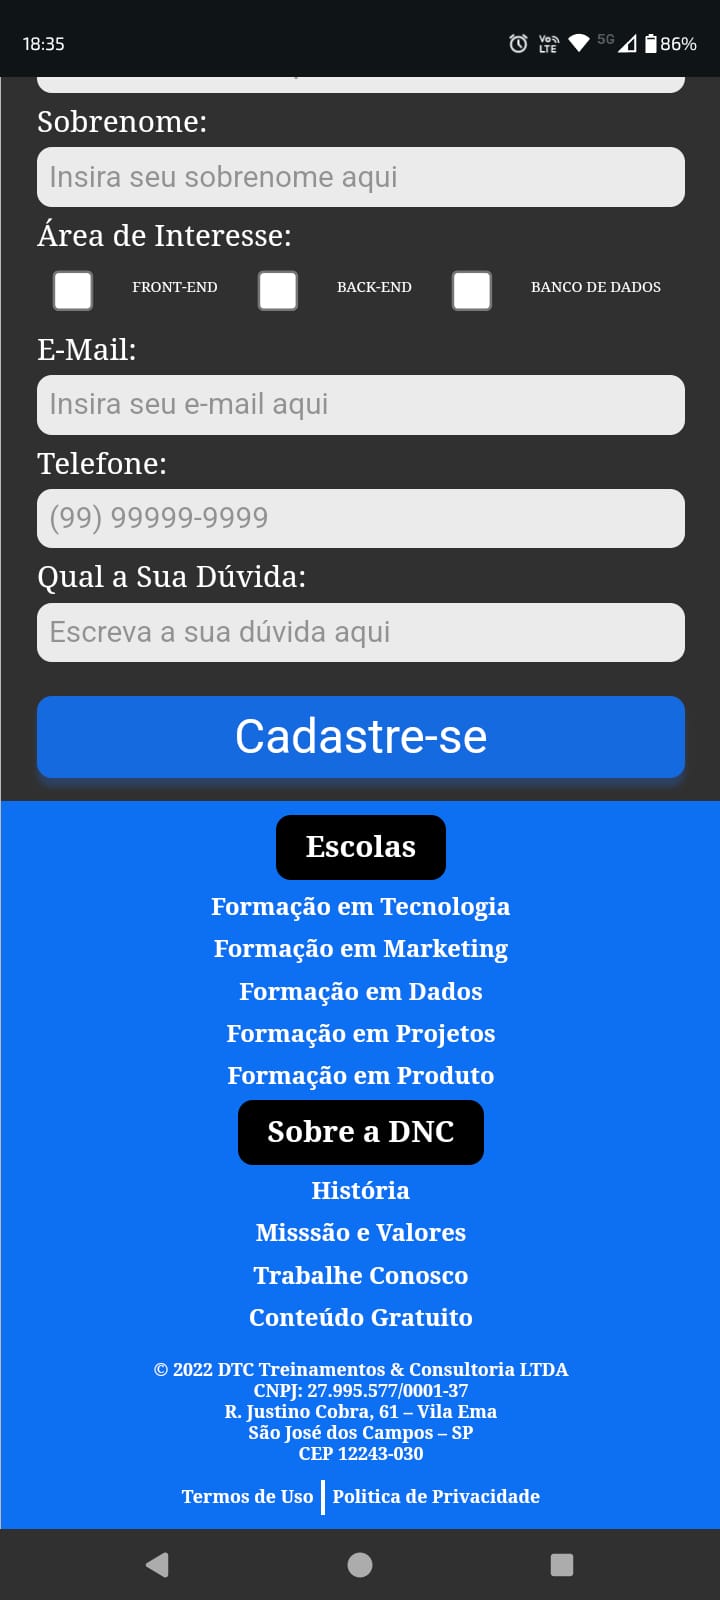 18:35 Vo LTE 5G 86%
Sobrenome:
Insira seu sobrenome aqui
Área de Interesse:
FRONT-END BACK-END BANCO DE DADOS
E-Mail:
Insira seu e-mail aqui
Telefone:
(99) 99999-9999
Qual a Sua Dúvida:
Escreva a sua dúvida aqui
Cadastre-se
Escolas
Formação em Tecnologia
Formação em Marketing
Formação em Dados
Formação em Projetos
Formação em Produto
Sobre a DNC
História
Misssão e Valores
Trabalhe Conosco
Conteúdo Gratuito
© 2022 DTC Treinamentos & Consultoria LTDA
CNPJ: 27.995.577/0001-37
R. Justino Cobra, 61 – Vila Ema
São José dos Campos – SP
CEP 12243-030
Termos de Uso Politica de Privacidade